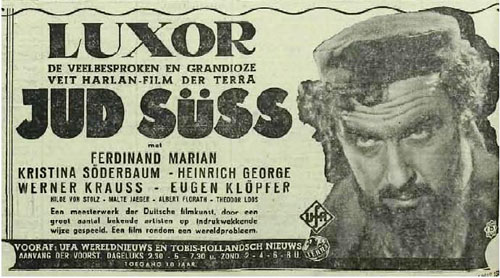 LUXOR
DE VEELBESPROKEN EN GRANDIOZE
VEIT HARLAN-FILM DER TERRA
JUD SÜSS
met
FERDINAND MARIAN
KRISTINA SÖDERBAUM - HEINRICH GEORGE
WERNER KRAUSS - EUGEN KLÖPFER
HILDE VON STOLZ - MALTE JAEGER - ALBERT FLORATH - THEODOR LOOS
Een meesterwerk der Duitsche filmkunst, door een
groot aantal bekende artisten op indrukwekkende
wijze gespeeld. Een film rondom een wereldprobleem.
Ufa
VOORAF: UFA WERELDNIEUWS EN TOBIS-HOLLANDSCH NIEUWS
AANVANG DER VOORST. DAGELIJKS 2.30 - 5 - 7.30 u. ZOND. 2-4-6-8 U
TOEGANG 18 JAAR